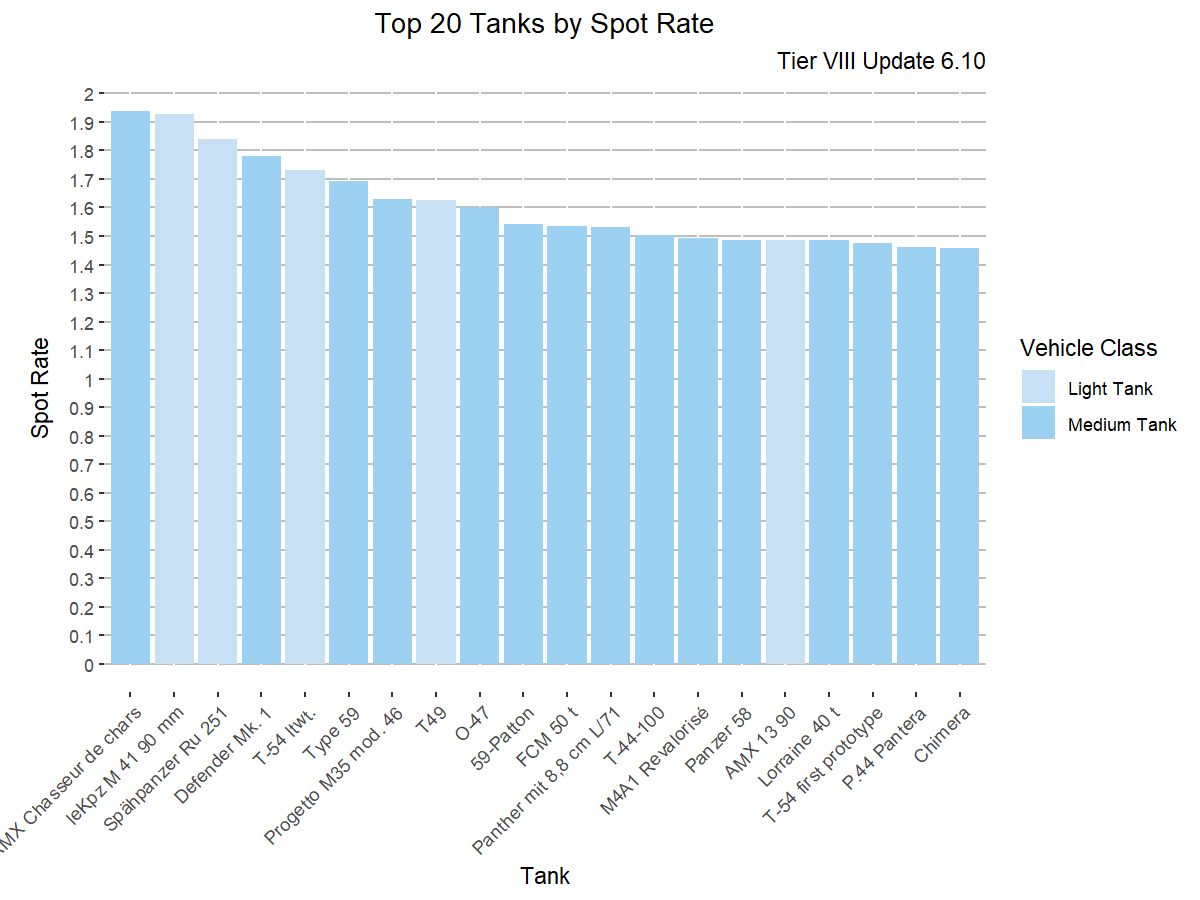 Top 20 Tanks by Spot Rate
Tier VIII Update 6.10
2
1.9
1.8
1.7
1.6
1.5
1.4
1.3
1.2
1.1
1
0.9
0.8
0.7
0.6
0.5
0.4
0.3
0.2
0.1
0
Spot Rate
MX Chasseur de chars
leKpz M 41 90 mm
Spähpanzer Ru 251
Defender Mk. 1
T-54 ltwt.
Type 59
Progetto M35 mod. 46
T49
O-47
59-Patton
FCM 50 t
Panther mit 8,8 cm L/71
T-44-100
M4A1 Revalorisé
Panzer 58
AMX 13 90
Lorraine 40 t
T-54 first prototype
P.44 Pantera
Chimera
Tank
Vehicle Class
Light Tank
Medium Tank